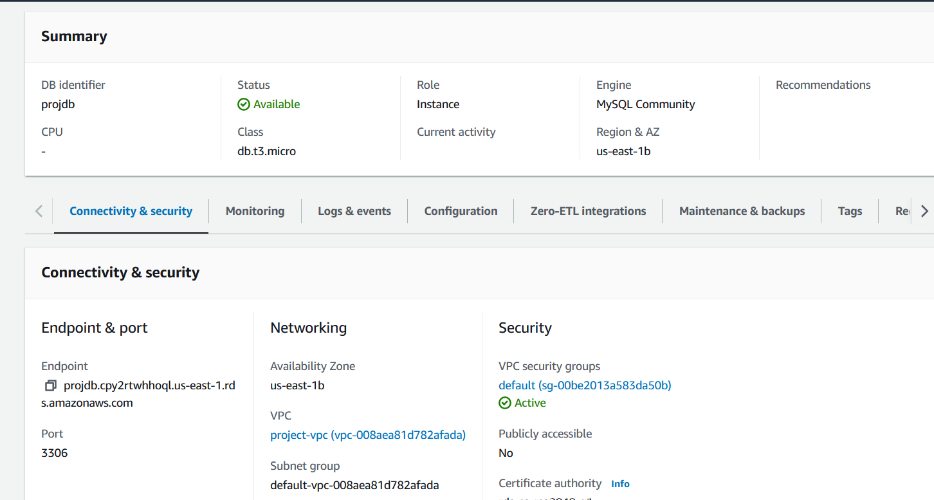 Summary
DB identifier
projdb
Status
Available
Role
Instance
Engine
MySQL Community
Recommendations
CPU
-
Class
db.t3.micro
Current activity
Region & AZ
us-east-1b
Connectivity & security
Monitoring
Logs & events
Configuration
Zero-ETL integrations
Maintenance & backups
Tags
Re
Connectivity & security
Endpoint & port
Endpoint
projdb.cpy2rtwhhoql.us-east-1.rd
s.amazonaws.com
Port
3306
Networking
Availability Zone
us-east-1b
VPC
project-vpc (vpc-008aea81d782afada)
Subnet group
default-vpc-008aea81d782afada
Security
VPC security groups
default (sg-00be2013a583da50b)
Active
Publicly accessible
No
Certificate authority Info